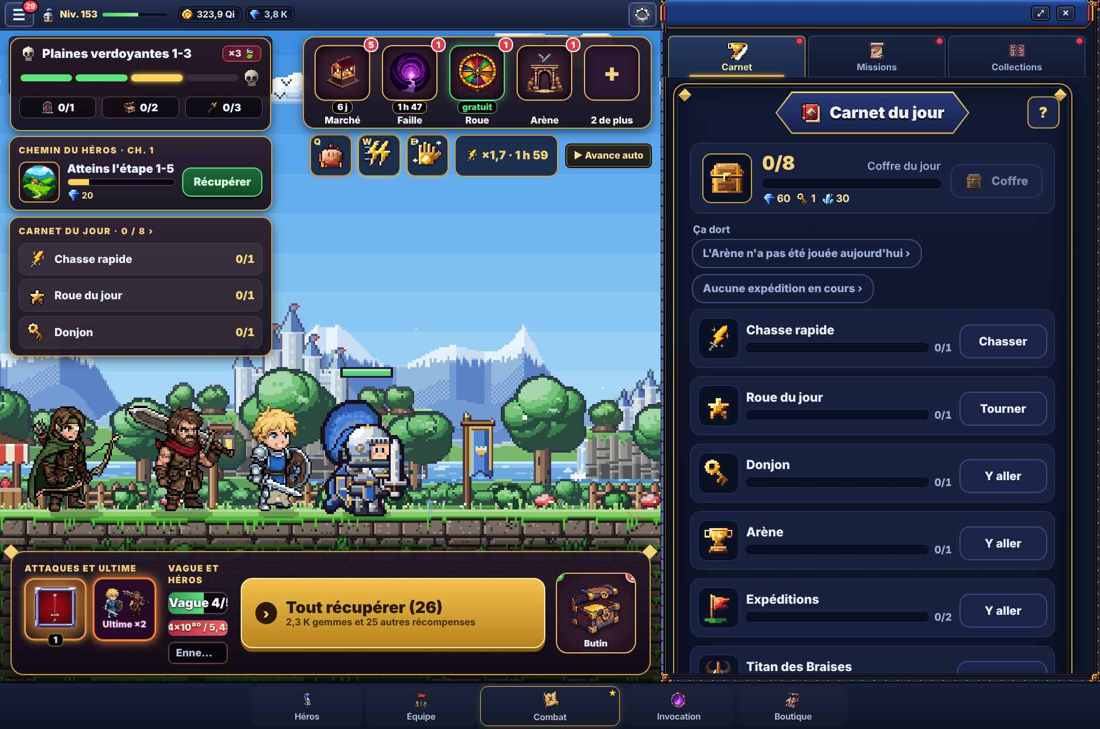 29
Niv. 153
323,9 Qi
3,8 K
Plaines verdoyantes 1-3
×3
0/1
0/2
0/3
CHEMIN DU HÉROS · CH. 1
Atteins l'étape 1-5
20
Récupérer
CARNET DU JOUR · 0 / 8 ›
Chasse rapide
0/1
Roue du jour
0/1
Donjon
0/1
5
1
1
1
6 j
1 h 47
gratuit
+
Marché
Faille
Roue
Arène
2 de plus
Q
W
E
×1,7 · 1 h 59
Avance auto
ATTAQUES ET ULTIME
1
Ultime ×2
VAGUE ET
HÉROS
Vague 4/
Enne...
Tout récupérer (26)
2,3 K gemmes et 25 autres récompenses
Butin
Héros
Équipe
Combat
Invocation
Boutique
Carnet
Missions
Collections
Carnet du jour
?
0/8
Coffre du jour
60
1
30
Coffre
Ça dort
L'Arène n'a pas été jouée aujourd'hui ›
Aucune expédition en cours ›
Chasse rapide
0/1
Chasser
Roue du jour
0/1
Tourner
Donjon
0/1
Y aller
Arène
0/1
Y aller
Expéditions
0/2
Y aller
Titan des Braises